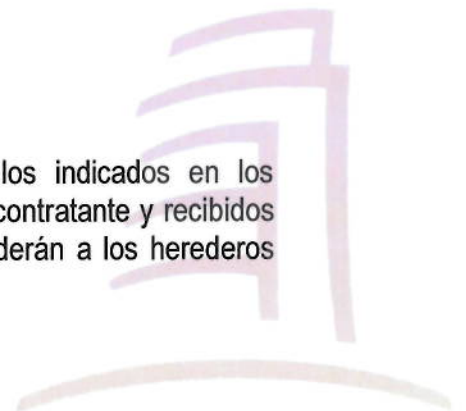 los indicados en los
contratante y recibidos
derán a los herederos